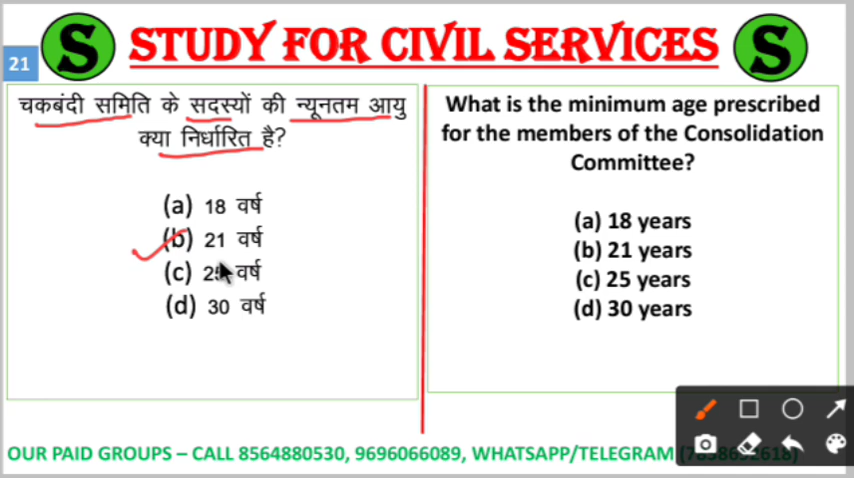 21
S STUDY FOR CIVIL SERVICES S
चकबंदी समिति के सदस्यों की न्यूनतम आयु
क्या निर्धारित है?
(a) 18 वर्ष
(b) 21 वर्ष
(c) 25 वर्ष
(d) 30 वर्ष
What is the minimum age prescribed
for the members of the Consolidation
Committee?
(a) 18 years
(b) 21 years
(c) 25 years
(d) 30 years
OUR PAID GROUPS – CALL 8564880530, 9696066089, WHATSAPP/TELEGRAM